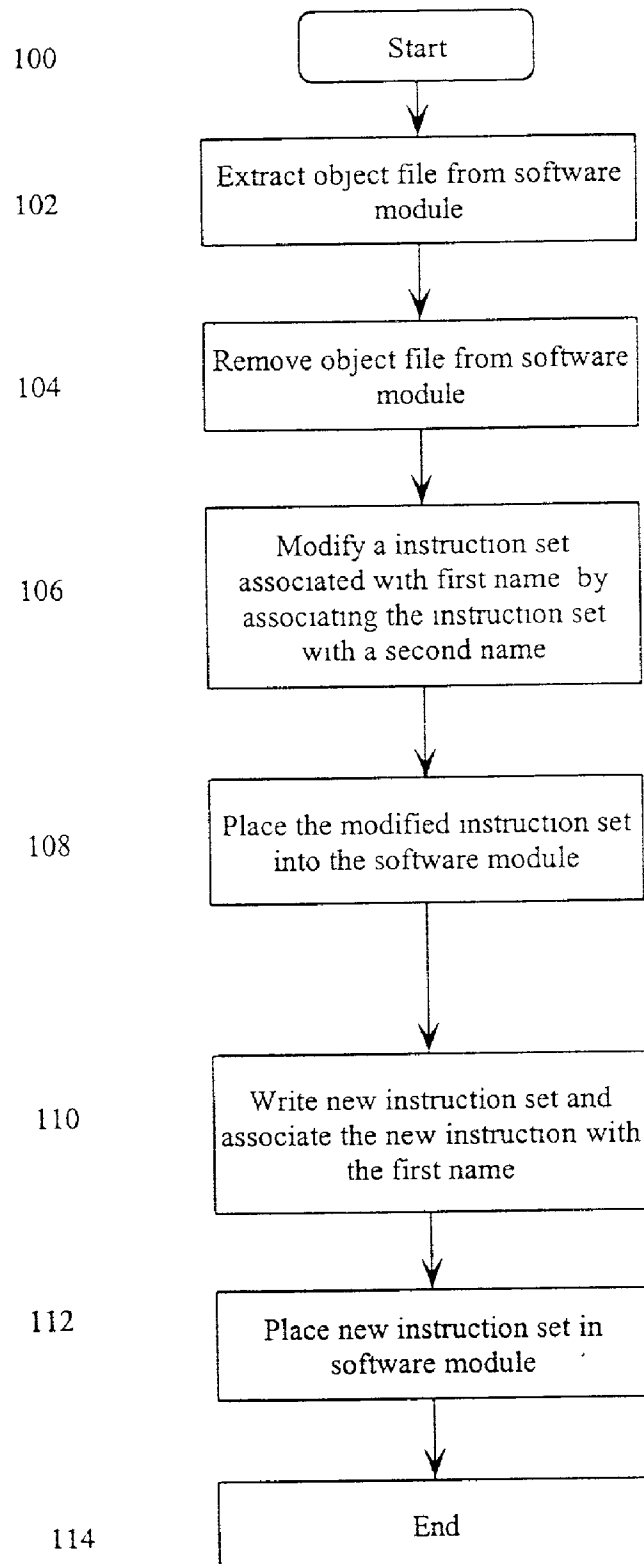 100
Start
102
Extract object file from software
module
104
Remove object file from software
module
106
Modify a instruction set
associated with first name by
associating the instruction set
with a second name
108
Place the modified instruction set
into the software module
110
Write new instruction set and
associate the new instruction with
the first name
112
Place new instruction set in
software module
114
End